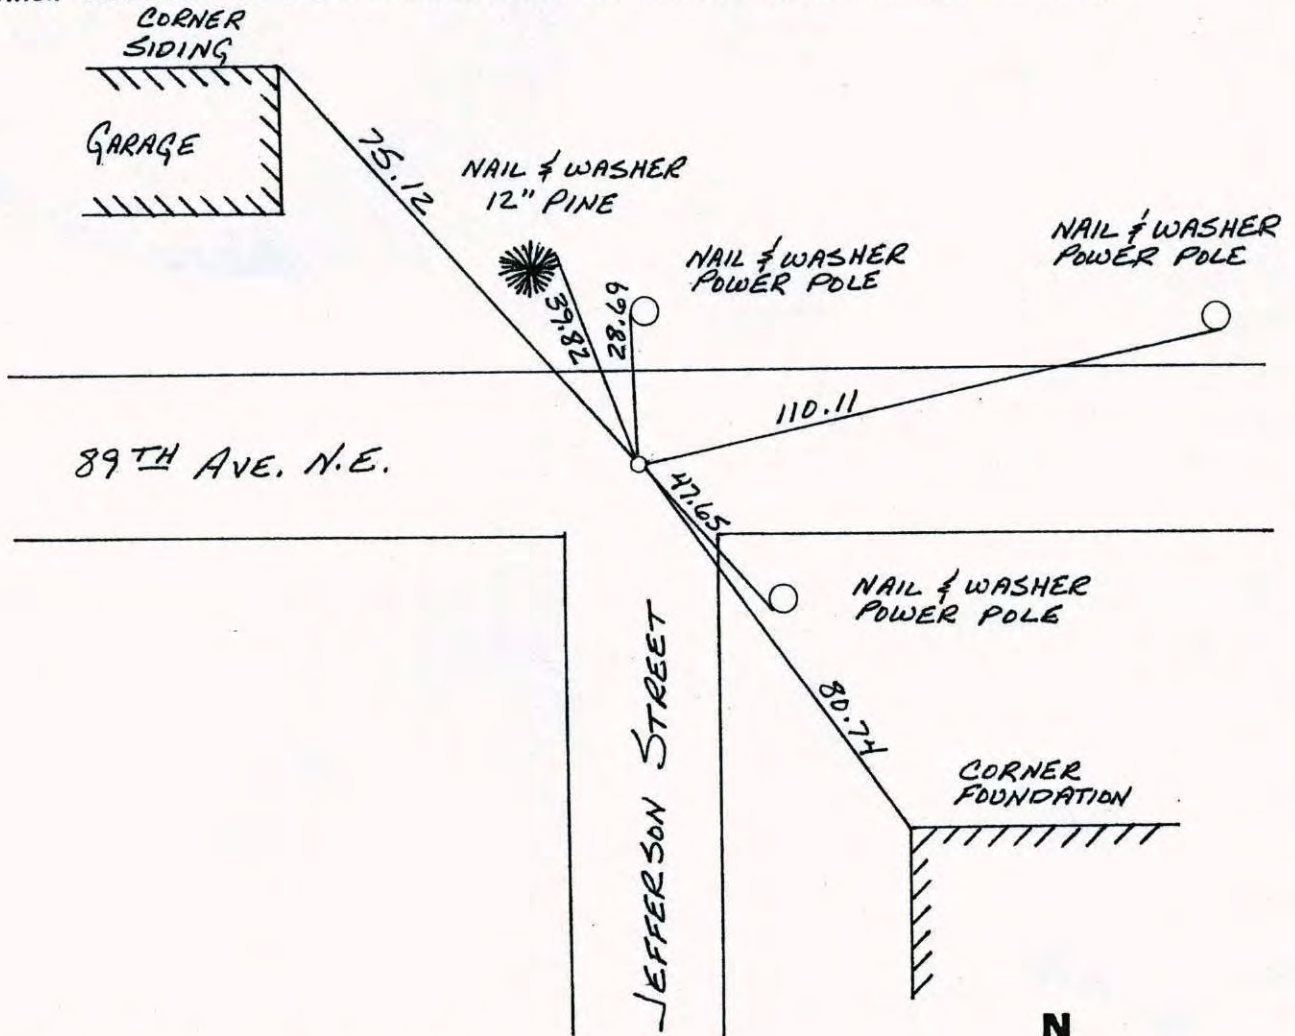 CORNER
SIDING
GARAGE
75.12
NAIL & WASHER
12" PINE
39.82
28.69
NAIL & WASHER
POWER POLE
NAIL & WASHER
POWER POLE
110.11
89TH AVE. N.E.
47.65
NAIL & WASHER
POWER POLE
80.74
JEFFERSON STREET
CORNER
FOUNDATION
N